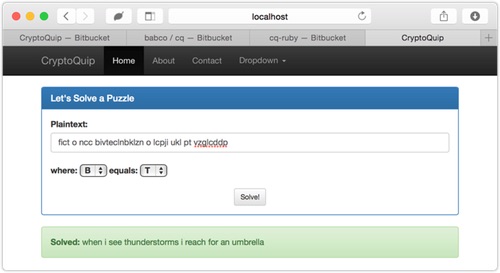 localhost
CryptoQuip — Bitbucket babco / cq — Bitbucket cq-ruby — Bitbucket CryptoQuip
CryptoQuip Home About Contact Dropdown
Let's Solve a Puzzle
Plaintext:
fict o ncc bivteclnbklzn o lcpji ukl pt yzglcddp
where: B equals: T
Solve!
Solved: when i see thunderstorms i reach for an umbrella